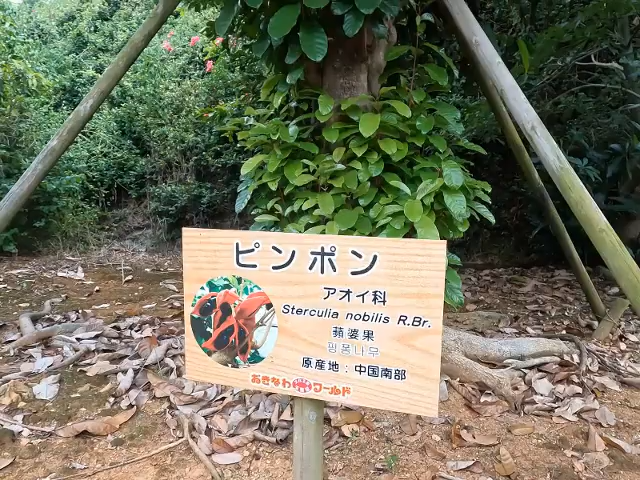 ピンポン
アオイ科
Sterculia nobilis R.Br.
蘋婆果
핑퐁나무
原産地：中国南部
おきなわワールド